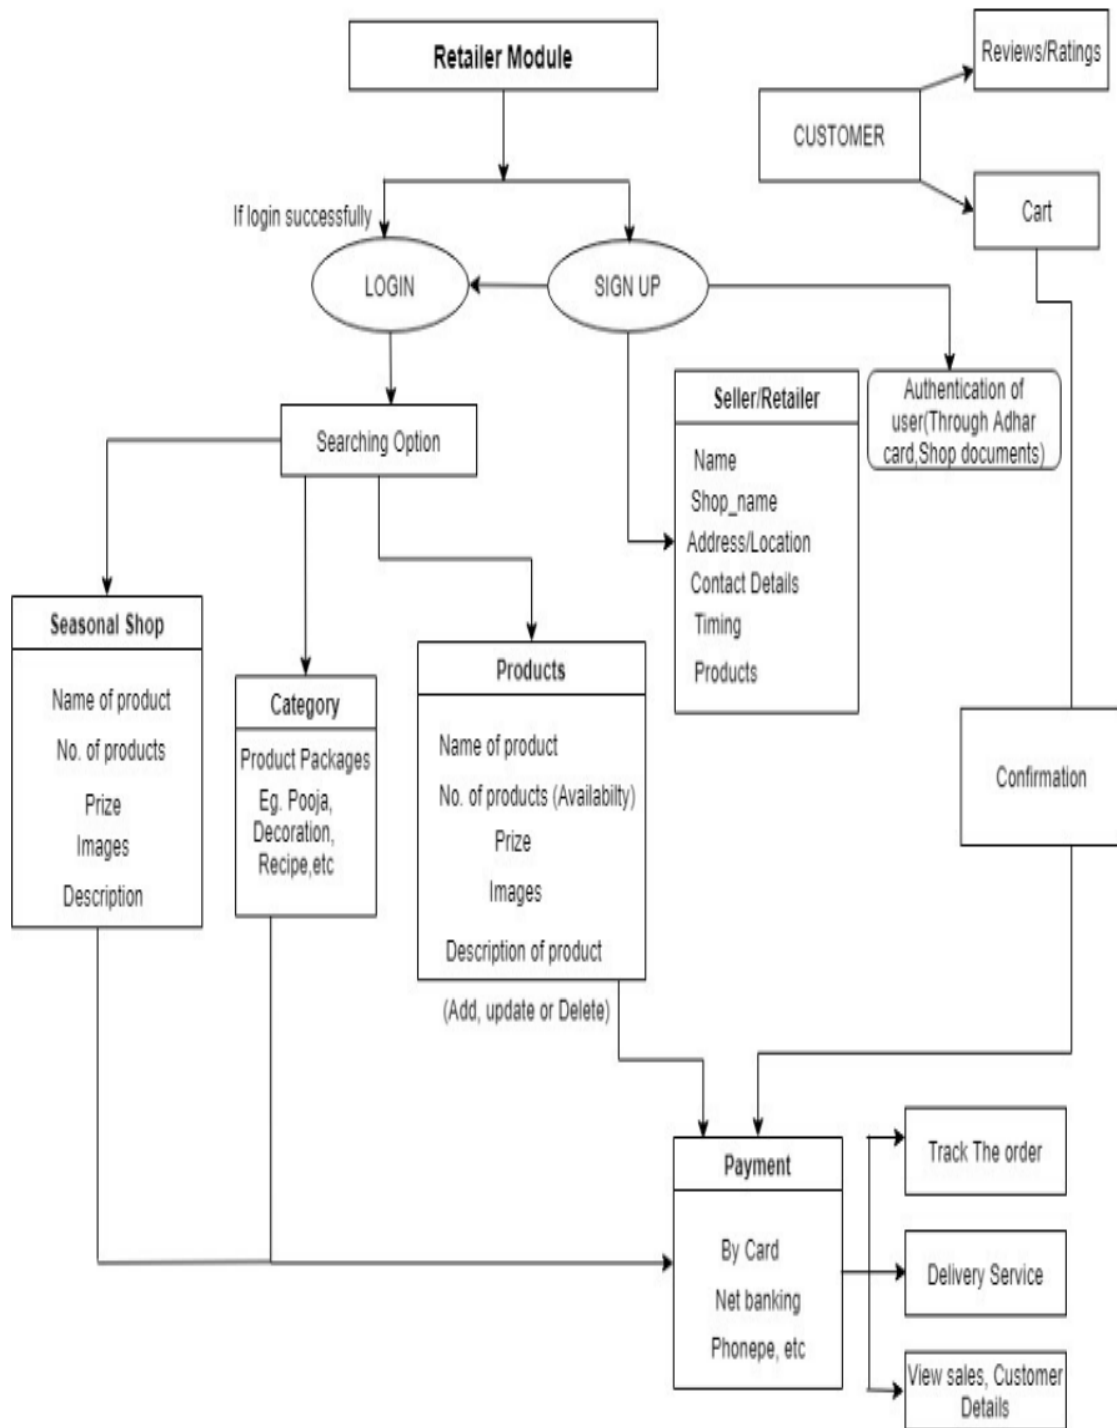 Retailer Module
Reviews/Ratings
CUSTOMER
Cart
If login successfully
LOGIN
SIGN UP
Searching Option
Seller/Retailer
Name
Shop_name
Address/Location
Contact Details
Timing
Products
Authentication of
user(Through Adhar
card,Shop documents)
Seasonal Shop
Name of product
No. of products
Prize
Images
Description
Category
Product Packages
Eg. Pooja,
Decoration,
Recipe,etc
Products
Name of product
No. of products (Availabilty)
Prize
Images
Description of product
(Add, update or Delete)
Confirmation
Payment
By Card
Net banking
Phonepe, etc
Track The order
Delivery Service
View sales, Customer
Details